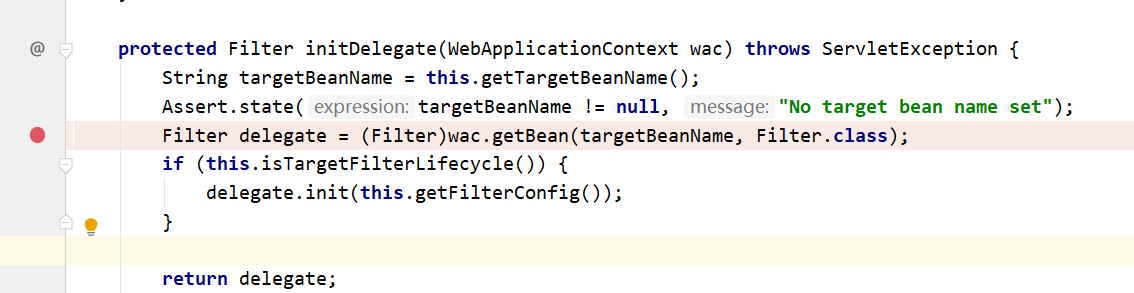 @ protected Filter initDelegate(WebApplicationContext wac) throws ServletException {
String targetBeanName = this.getTargetBeanName();
Assert.state( expression: targetBeanName != null, message: "No target bean name set");
Filter delegate = (Filter)wac.getBean(targetBeanName, Filter.class);
if (this.isTargetFilterLifecycle()) {
delegate.init(this.getFilterConfig());
}
return delegate;